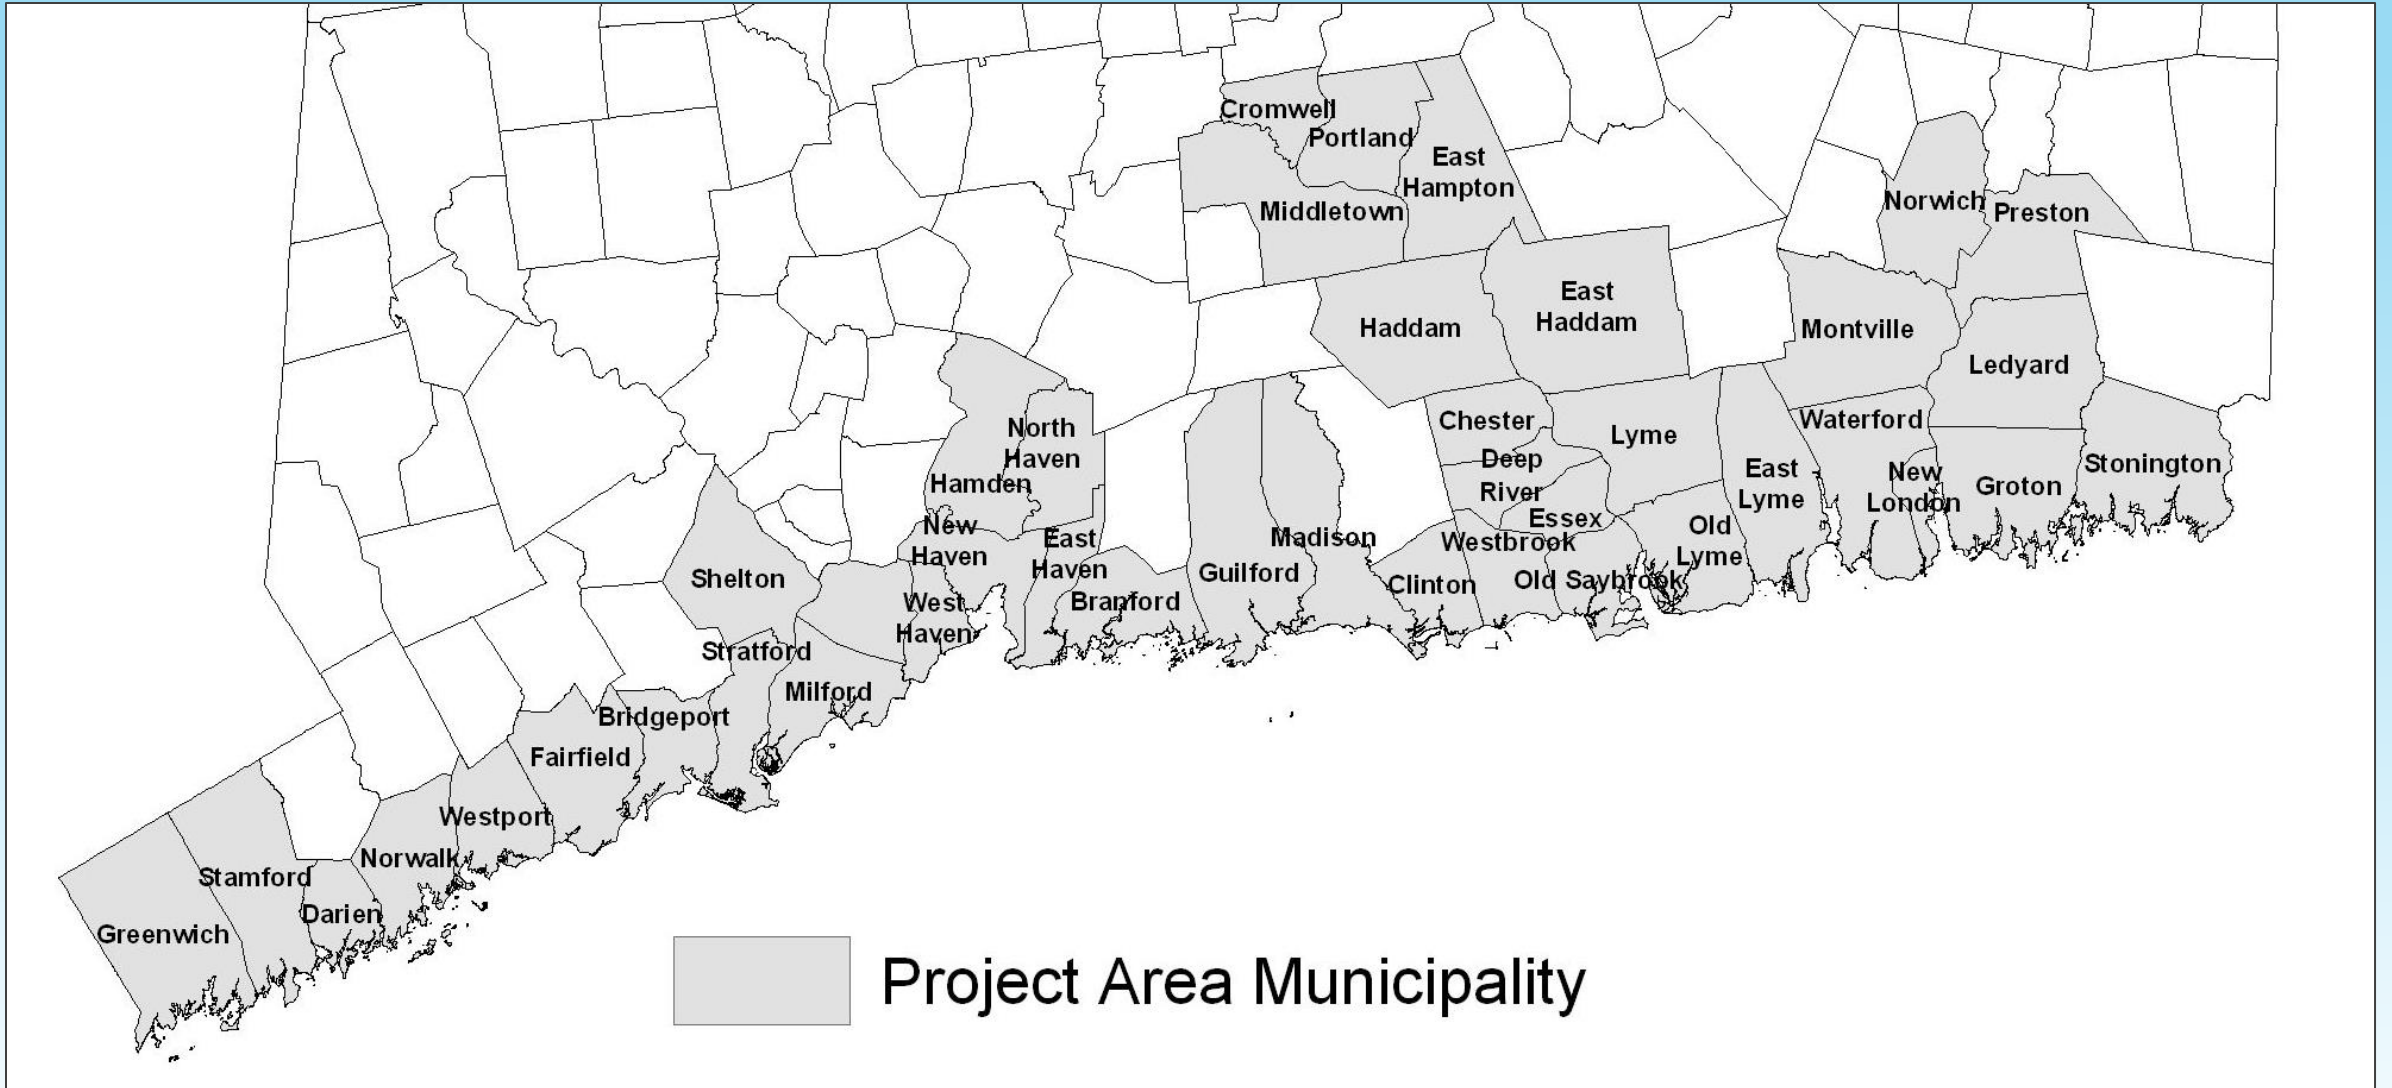 Cromwell
Portland
East
Hampton
Middletown
Norwich
Preston
Haddam
East
Haddam
Montville
Ledyard
North
Haven
Hamden
Chester
Deep
River
Essex
Lyme
East
Lyme
Waterford
New
London
Groton
Stonington
New
Haven
East
Haven
Madison
Westbrook
Old
Lyme
Shelton
Guilford
Clinton
Old Saybrook
West
Haven
Branford
Stratford
Milford
Bridgeport
Fairfield
Westport
Norwalk
Stamford
Darien
Greenwich
Project Area Municipality